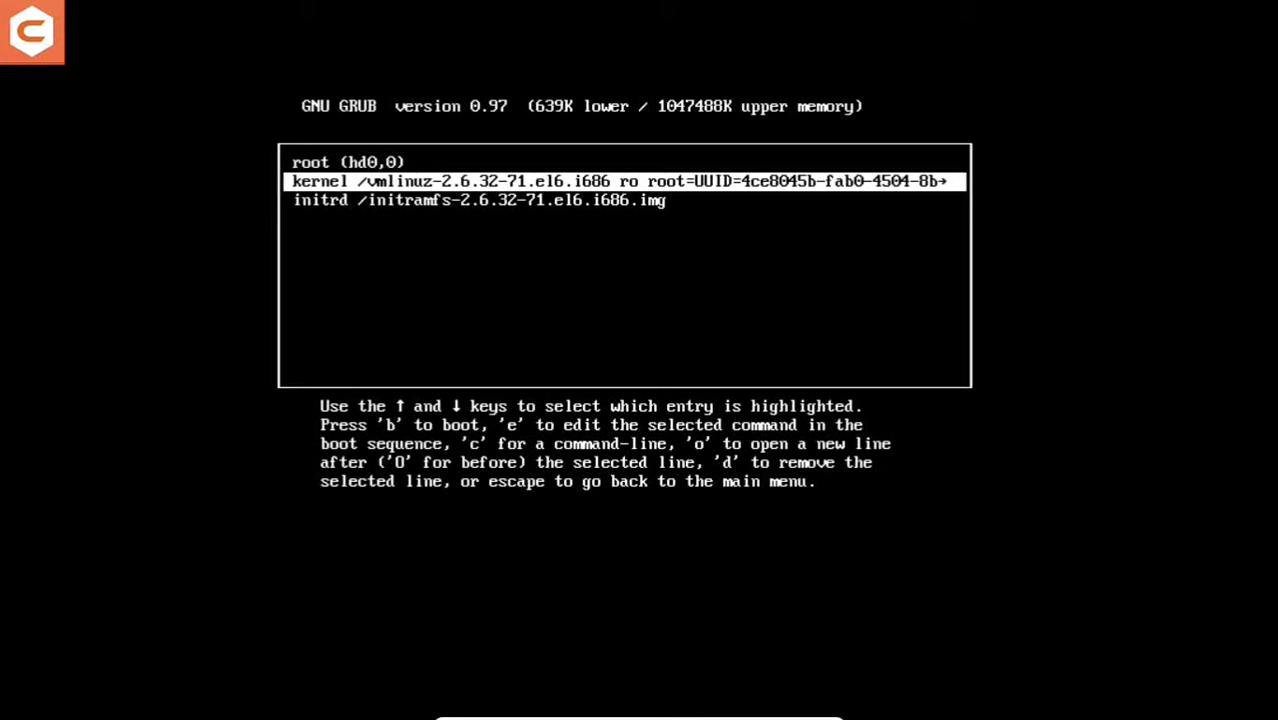 GNU GRUB  version 0.97  (639K lower / 1047488K upper memory)
root (hd0,0)
kernel /vmlinuz-2.6.32-71.el6.i686 ro root=UUID=4ce8045b-fab0-4504-8b→
initrd /initramfs-2.6.32-71.el6.i686.img
Use the ↑ and ↓ keys to select which entry is highlighted.
Press 'b' to boot, 'e' to edit the selected command in the
boot sequence, 'c' for a command-line, 'o' to open a new line
after ('O' for before) the selected line, 'd' to remove the
selected line, or escape to go back to the main menu.